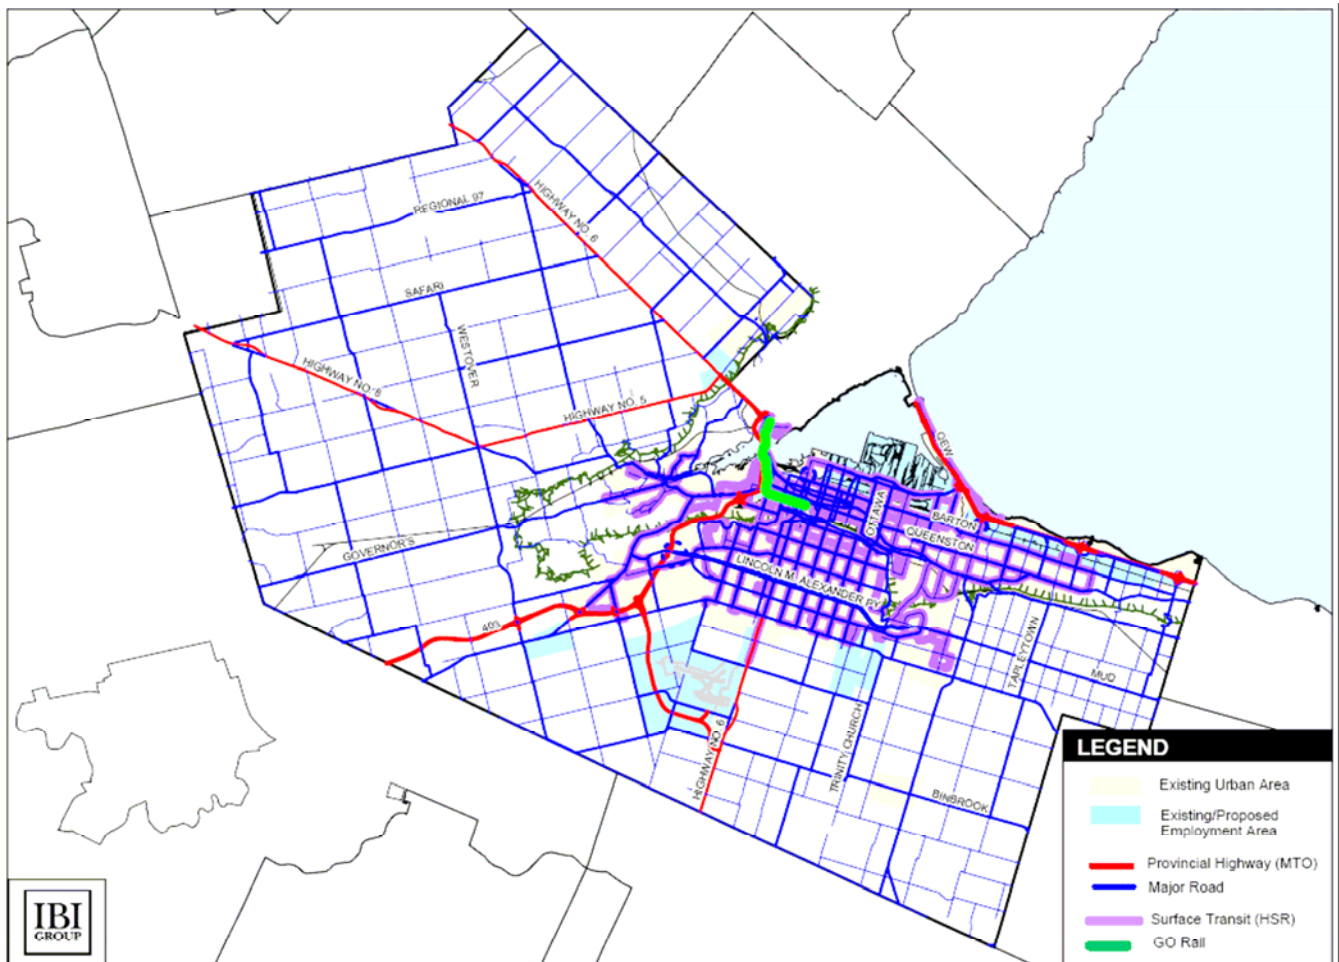 REGIONAL 97
HIGHWAY NO. 6
SAFARI
WESTOVER
HIGHWAY NO. 8
HIGHWAY NO. 5
QEW
OTTAWA
BARTON
QUEENSTON
GOVERNOR'S
LINCOLN M. ALEXANDER PY
403
TAPLEYTOWN
MUD
HIGHWAY NO. 6
TRINITY CHURCH
BINBROOK
LEGEND
Existing Urban Area
Existing/Proposed
Employment Area
Provincial Highway (MTO)
Major Road
Surface Transit (HSR)
GO Rail
IBI
GROUP